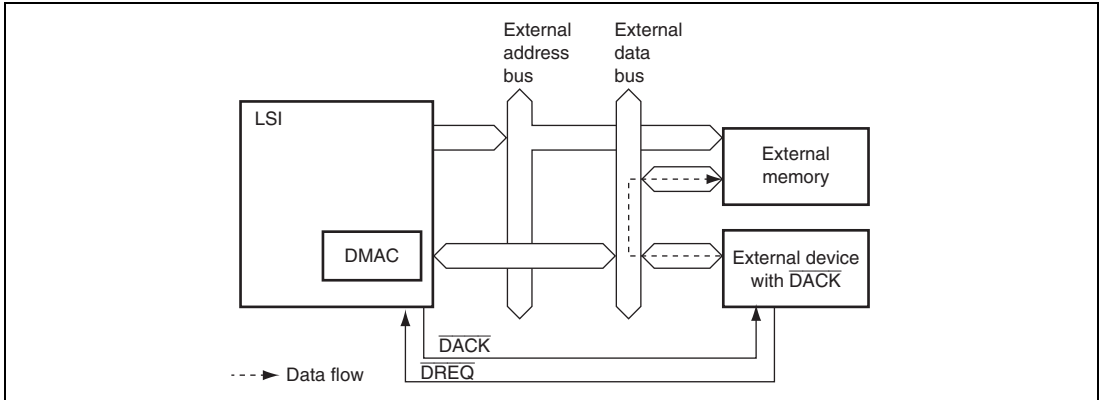 External
address
bus
External
data
bus
LSI
External
memory
DMAC
External device
with DACK
DACK
DREQ
Data flow